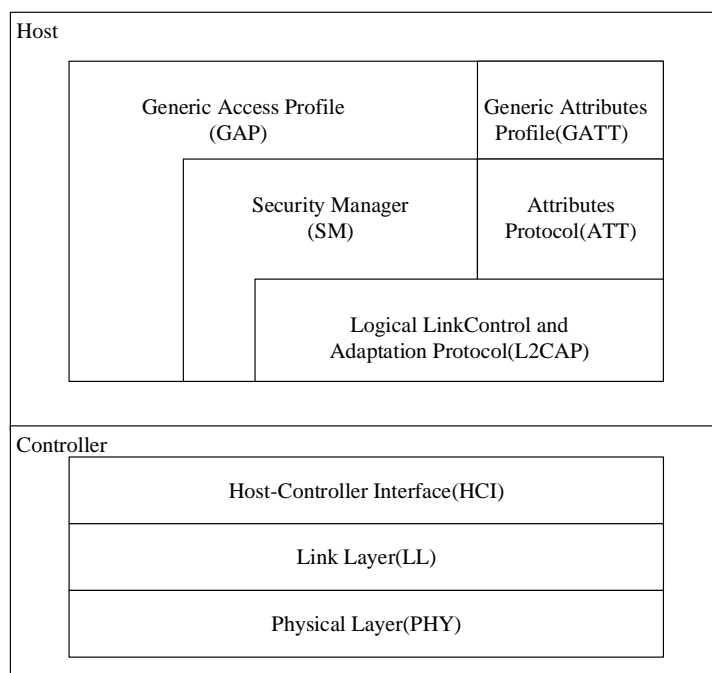 Host
Generic Access Profile
(GAP)
Generic Attributes
Profile(GATT)
Security Manager
(SM)
Attributes
Protocol(ATT)
Logical LinkControl and
Adaptation Protocol(L2CAP)
Controller
Host-Controller Interface(HCI)
Link Layer(LL)
Physical Layer(PHY)